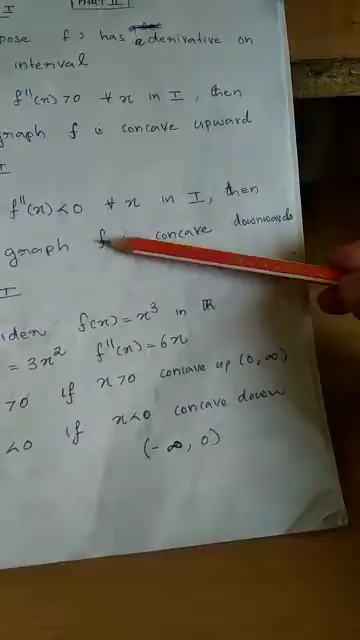 I PART II
pose f s has a derivative on
interval
f''(x) > 0 ∀ x in I, then
graph f is concave upward
I
f''(x) < 0 ∀ x in I, then
graph f concave downwards
I
ider f(x) = x³ in ℝ
= 3x² f''(x) = 6x
>0 if x>0 concave up (0, ∞)
<0 if x<0 concave down
(-∞, 0)